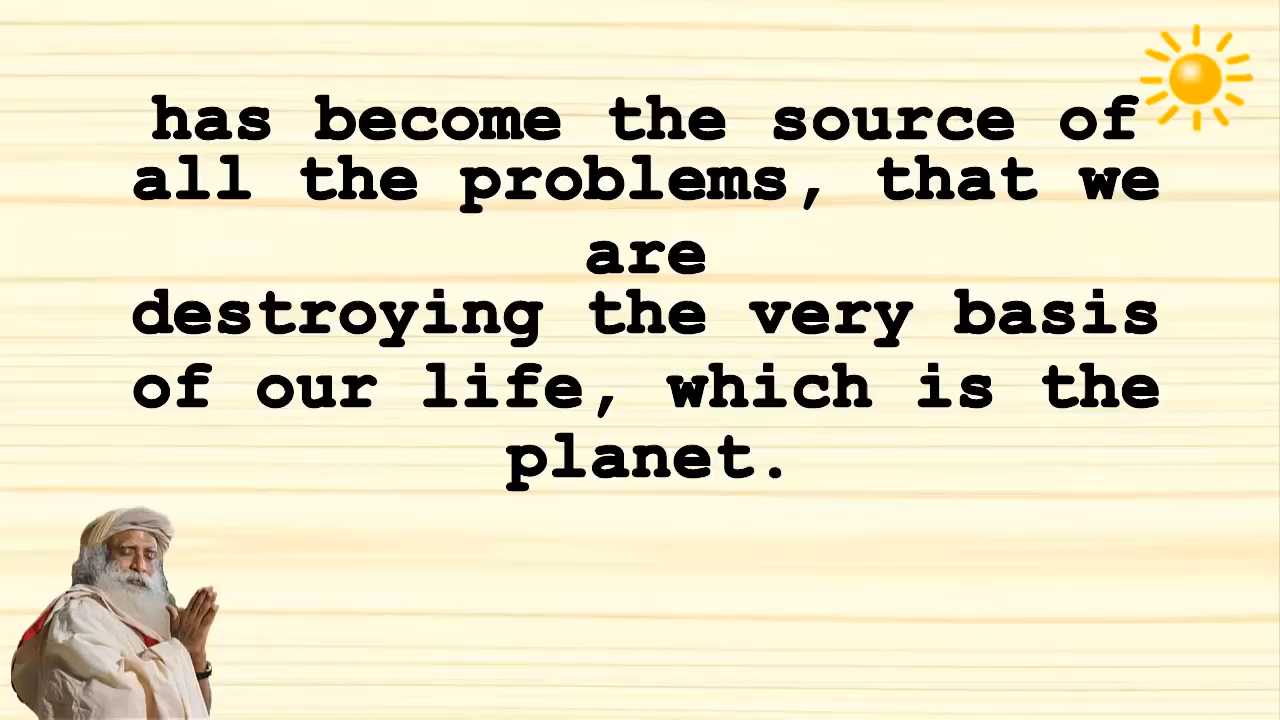 has become the source of
all the problems, that we
are
destroying the very basis
of our life, which is the
planet.